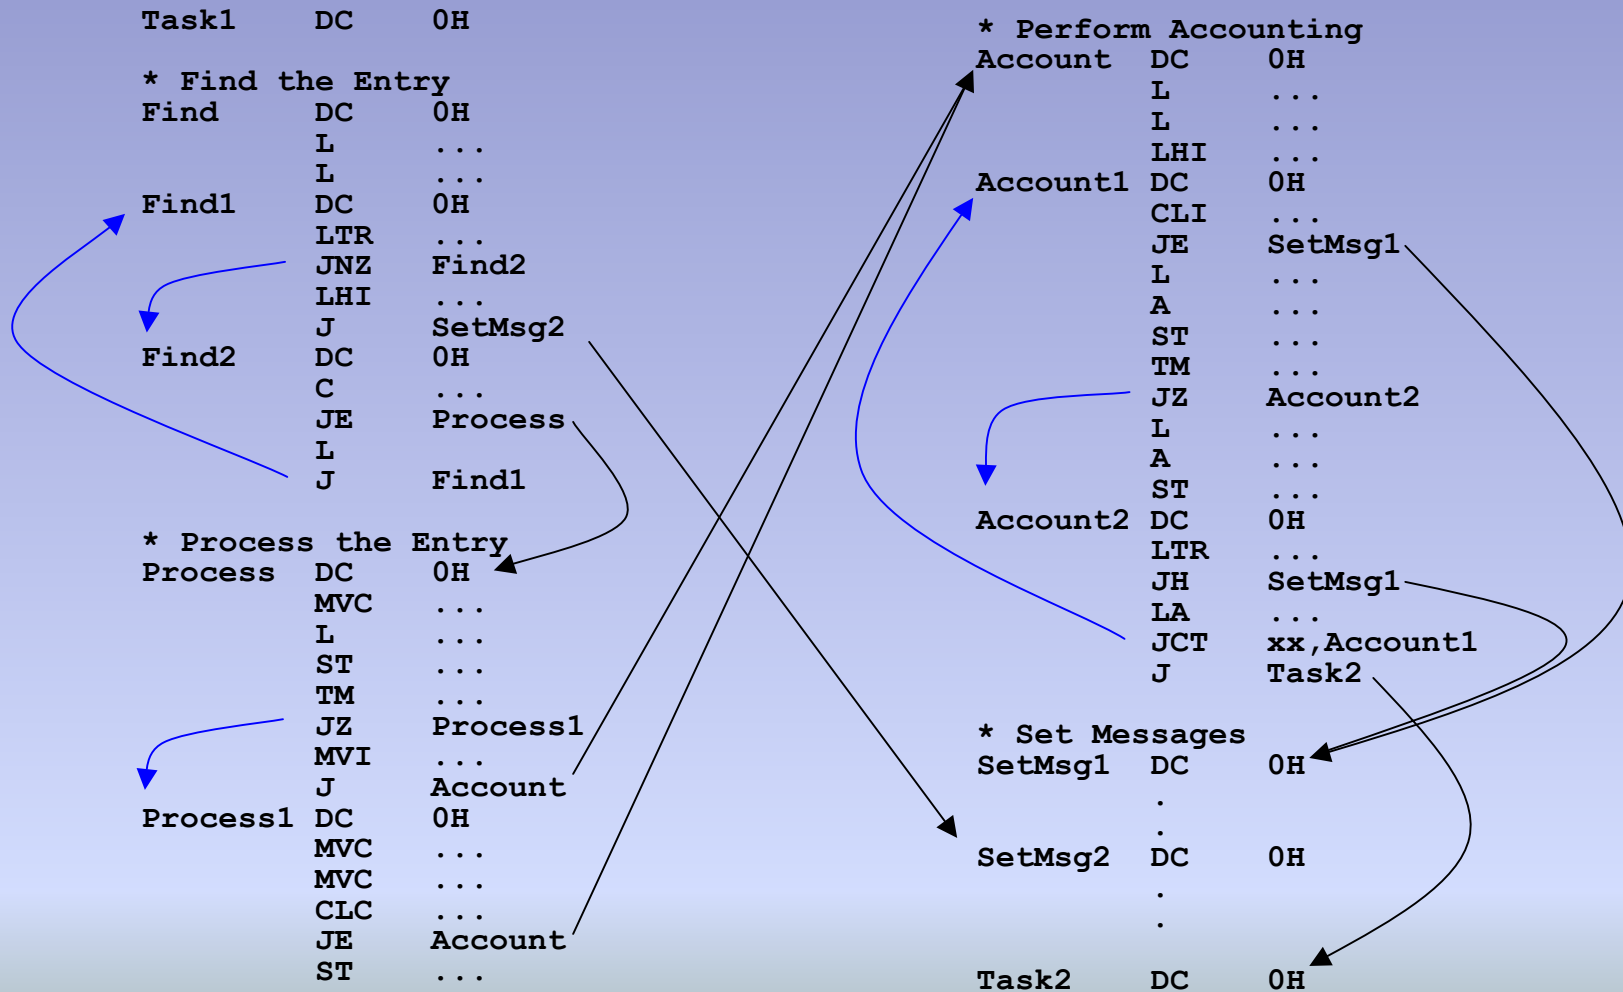 Task1 DC 0H
* Find the Entry
Find DC 0H
L ...
L ...
Find1 DC 0H
LTR ...
JNZ Find2
LHI ...
J SetMsg2
Find2 DC 0H
C ...
JE Process
L
J Find1
* Process the Entry
Process DC 0H
MVC ...
L ...
ST ...
TM ...
JZ Process1
MVI ...
J Account
Process1 DC 0H
MVC ...
MVC ...
CLC ...
JE Account
ST ...
* Perform Accounting
Account DC 0H
L ...
L ...
LHI ...
Account1 DC 0H
CLI ...
JE SetMsg1
L ...
A ...
ST ...
TM ...
JZ Account2
L ...
A ...
ST ...
Account2 DC 0H
LTR ...
JH SetMsg1
LA ...
JCT xx,Account1
J Task2
* Set Messages
SetMsg1 DC 0H
.
.
SetMsg2 DC 0H
.
.
Task2 DC 0H